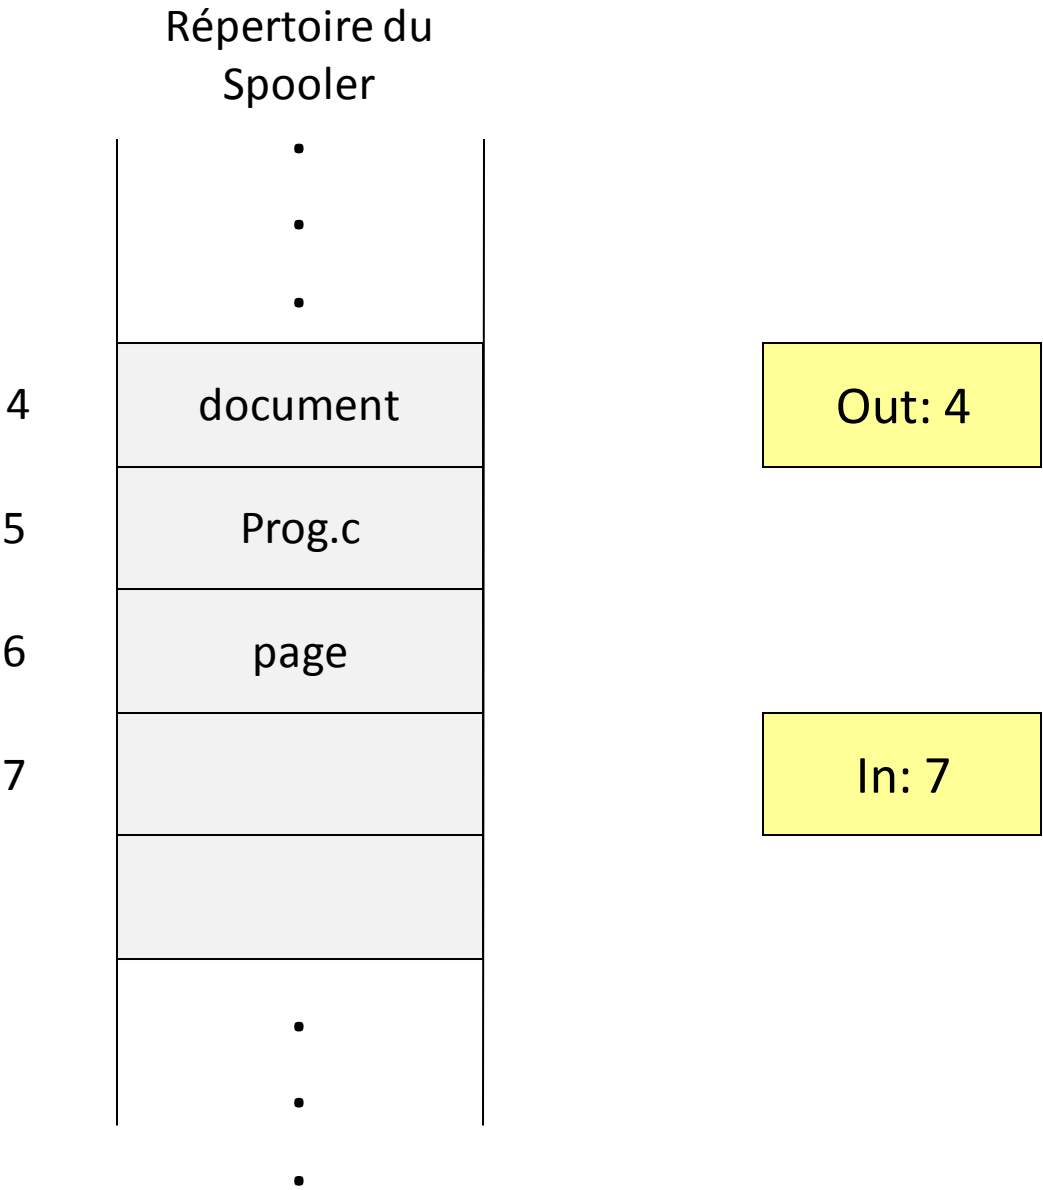 Répertoire du
Spooler
4
document
Out: 4
5
Prog.c
6
page
7
In: 7